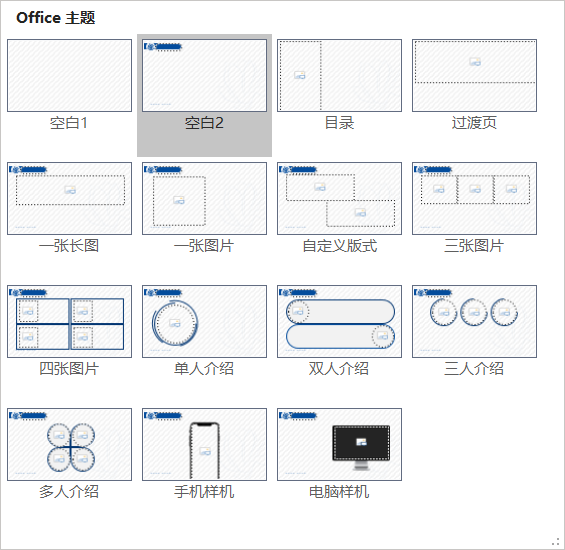 Office 主题
空白1
空白2
目录
过渡页
一张长图
一张图片
自定义版式
三张图片
四张图片
单人介绍
双人介绍
三人介绍
多人介绍
手机样机
电脑样机